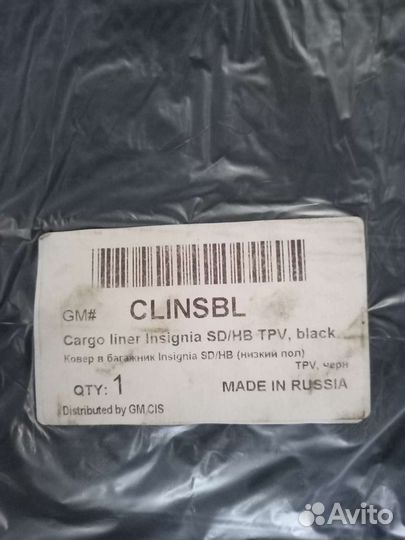 GM# CLINSBL
Cargo liner Insignia SD/HB TPV, black
Ковер в багажник Insignia SD/HB (низкий пол)
TPV, черн
QTY: 1 MADE IN RUSSIA
Distributed by GM,CIS
Avito